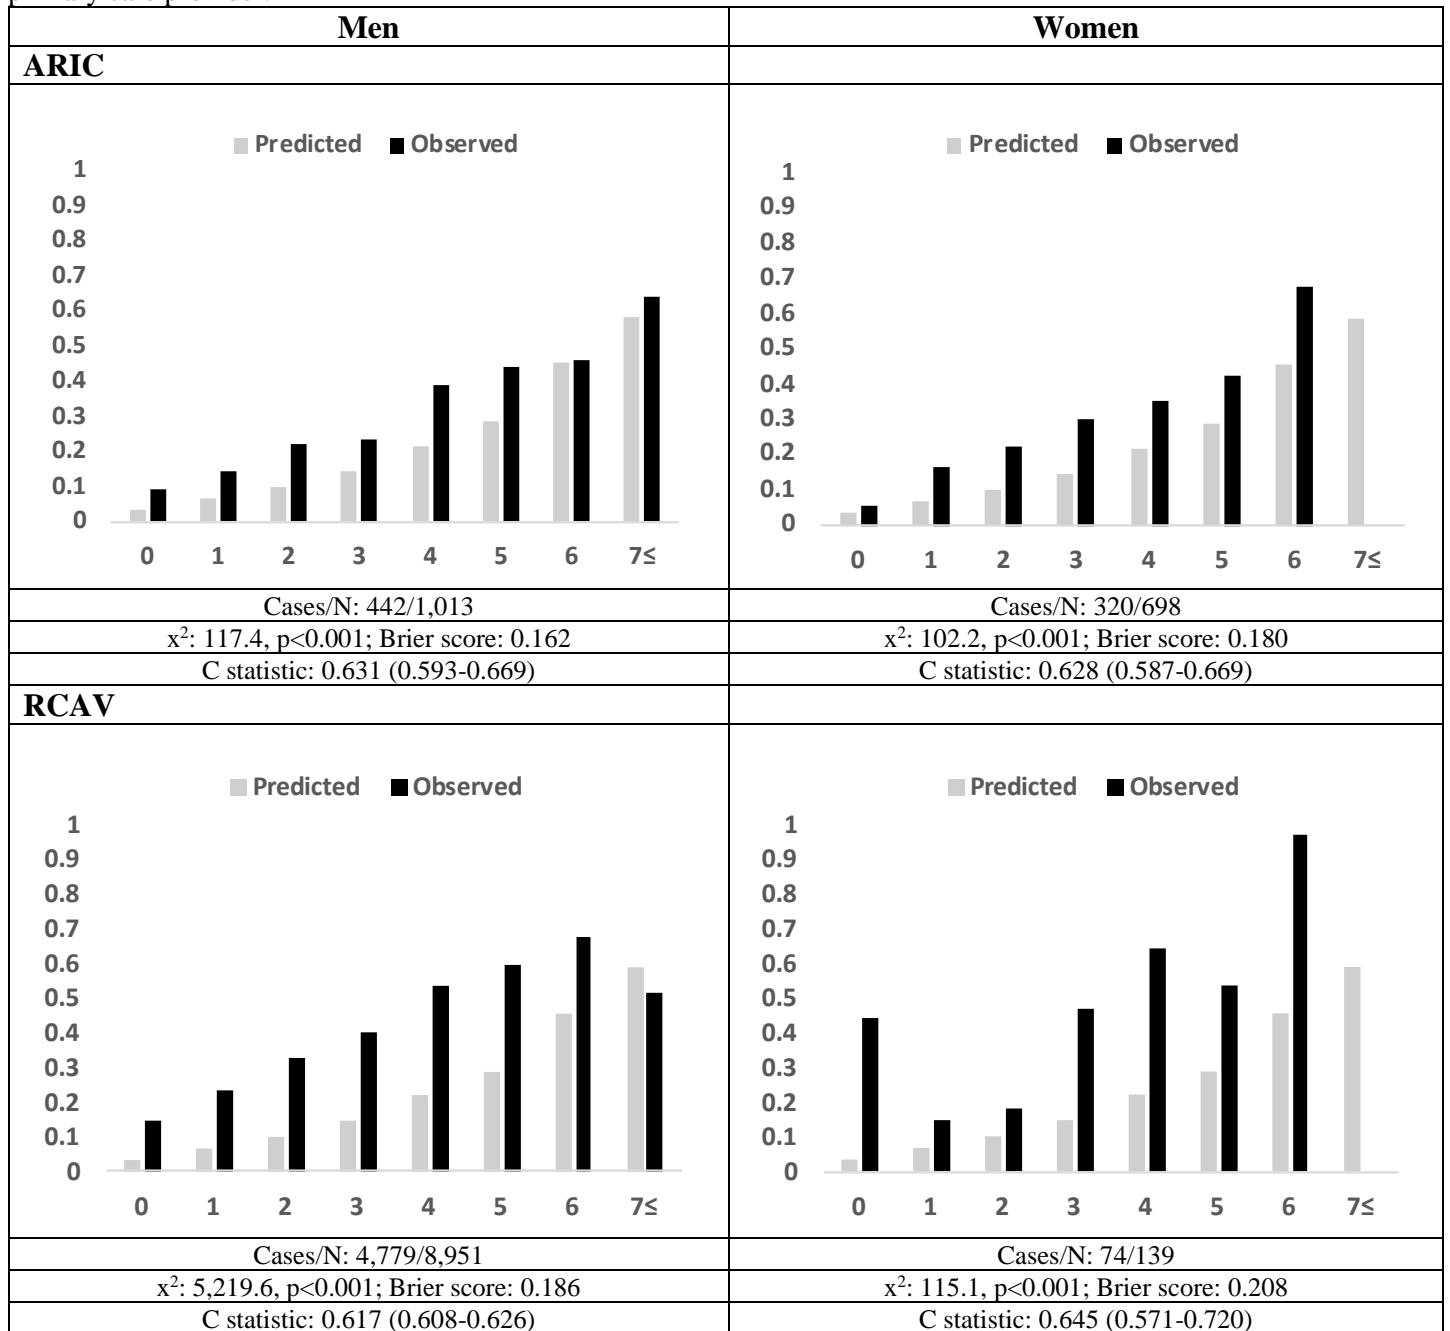 Men Women
ARIC
Predicted Observed
1
0.9
0.8
0.7
0.6
0.5
0.4
0.3
0.2
0.1
0
0 1 2 3 4 5 6 7≤
Predicted Observed
1
0.9
0.8
0.7
0.6
0.5
0.4
0.3
0.2
0.1
0
0 1 2 3 4 5 6 7≤
Cases/N: 442/1,013 Cases/N: 320/698
x²: 117.4, p<0.001; Brier score: 0.162 x²: 102.2, p<0.001; Brier score: 0.180
C statistic: 0.631 (0.593-0.669) C statistic: 0.628 (0.587-0.669)
RCAV
Predicted Observed
1
0.9
0.8
0.7
0.6
0.5
0.4
0.3
0.2
0.1
0
0 1 2 3 4 5 6 7≤
Predicted Observed
1
0.9
0.8
0.7
0.6
0.5
0.4
0.3
0.2
0.1
0
0 1 2 3 4 5 6 7≤
Cases/N: 4,779/8,951 Cases/N: 74/139
x²: 5,219.6, p<0.001; Brier score: 0.186 x²: 115.1, p<0.001; Brier score: 0.208
C statistic: 0.617 (0.608-0.626) C statistic: 0.645 (0.571-0.720)